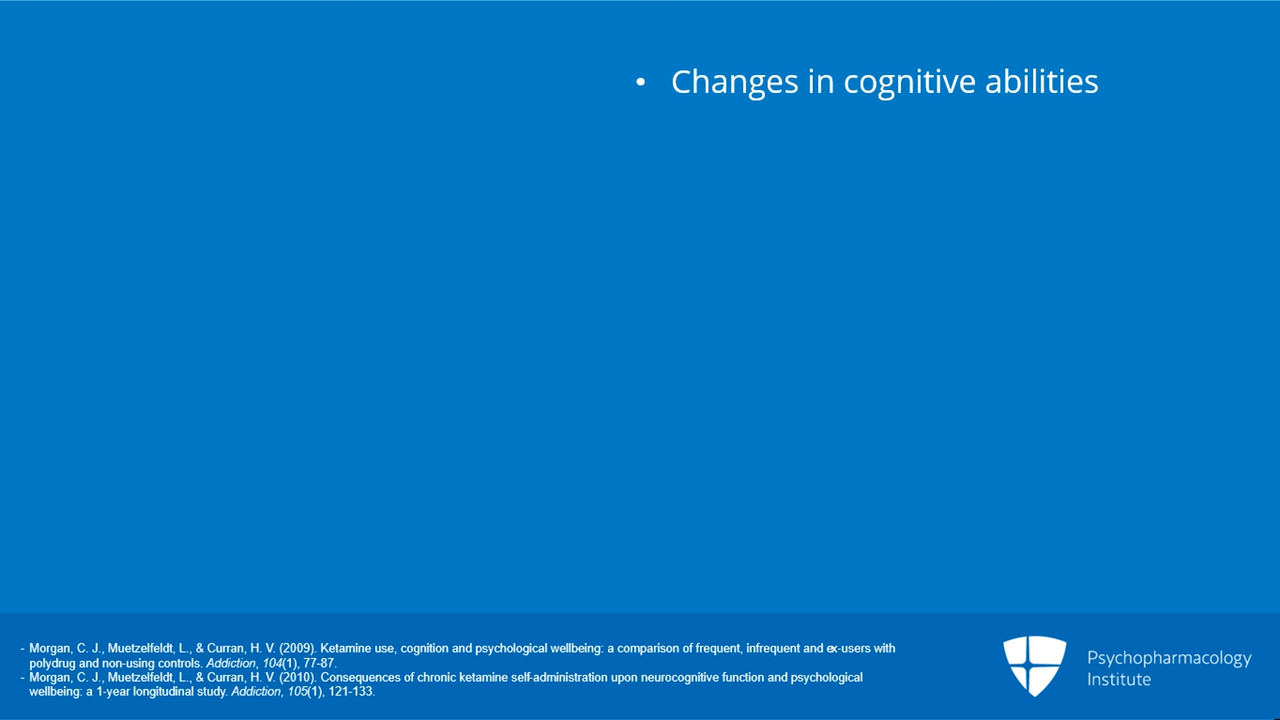 • Changes in cognitive abilities
- Morgan, C. J., Muetzelfeldt, L., & Curran, H. V. (2009). Ketamine use, cognition and psychological wellbeing: a comparison of frequent, infrequent and ex-users with
polydrug and non-using controls. Addiction, 104(1), 77-87.
- Morgan, C. J., Muetzelfeldt, L., & Curran, H. V. (2010). Consequences of chronic ketamine self-administration upon neurocognitive function and psychological
wellbeing: a 1-year longitudinal study. Addiction, 105(1), 121-133.
Psychopharmacology
Institute